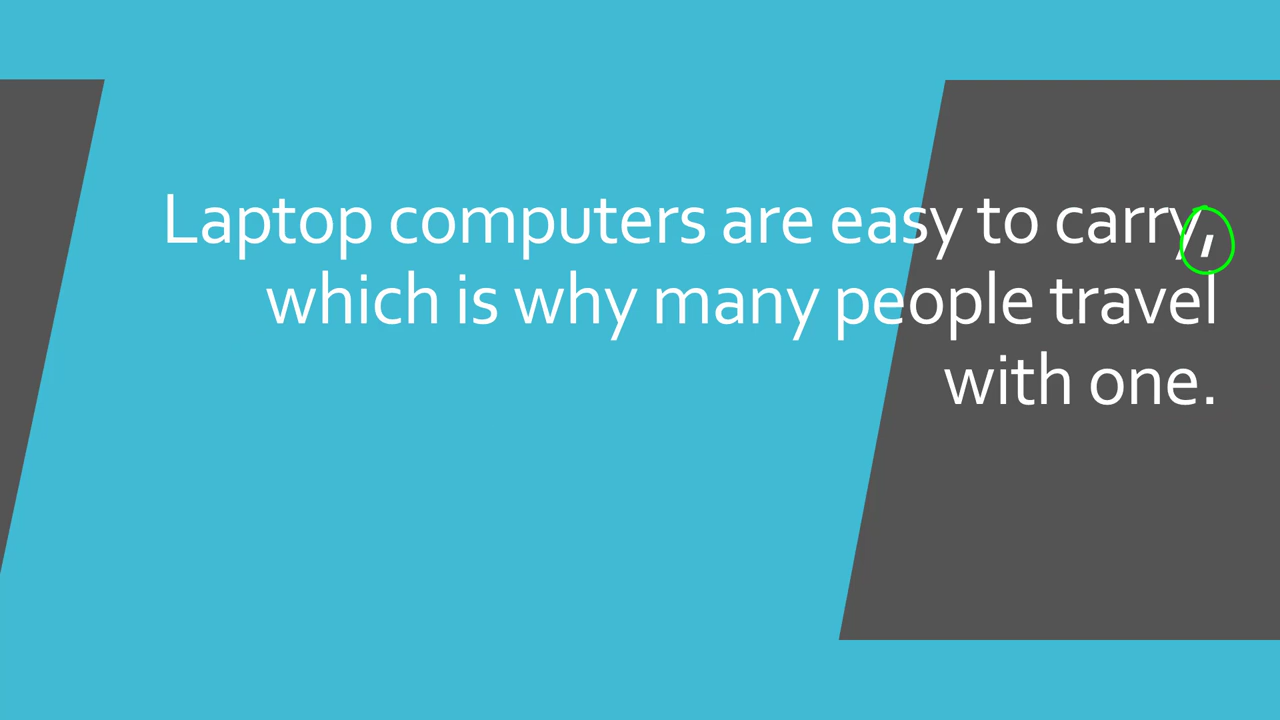 Laptop computers are easy to carry,
which is why many people travel
with one.